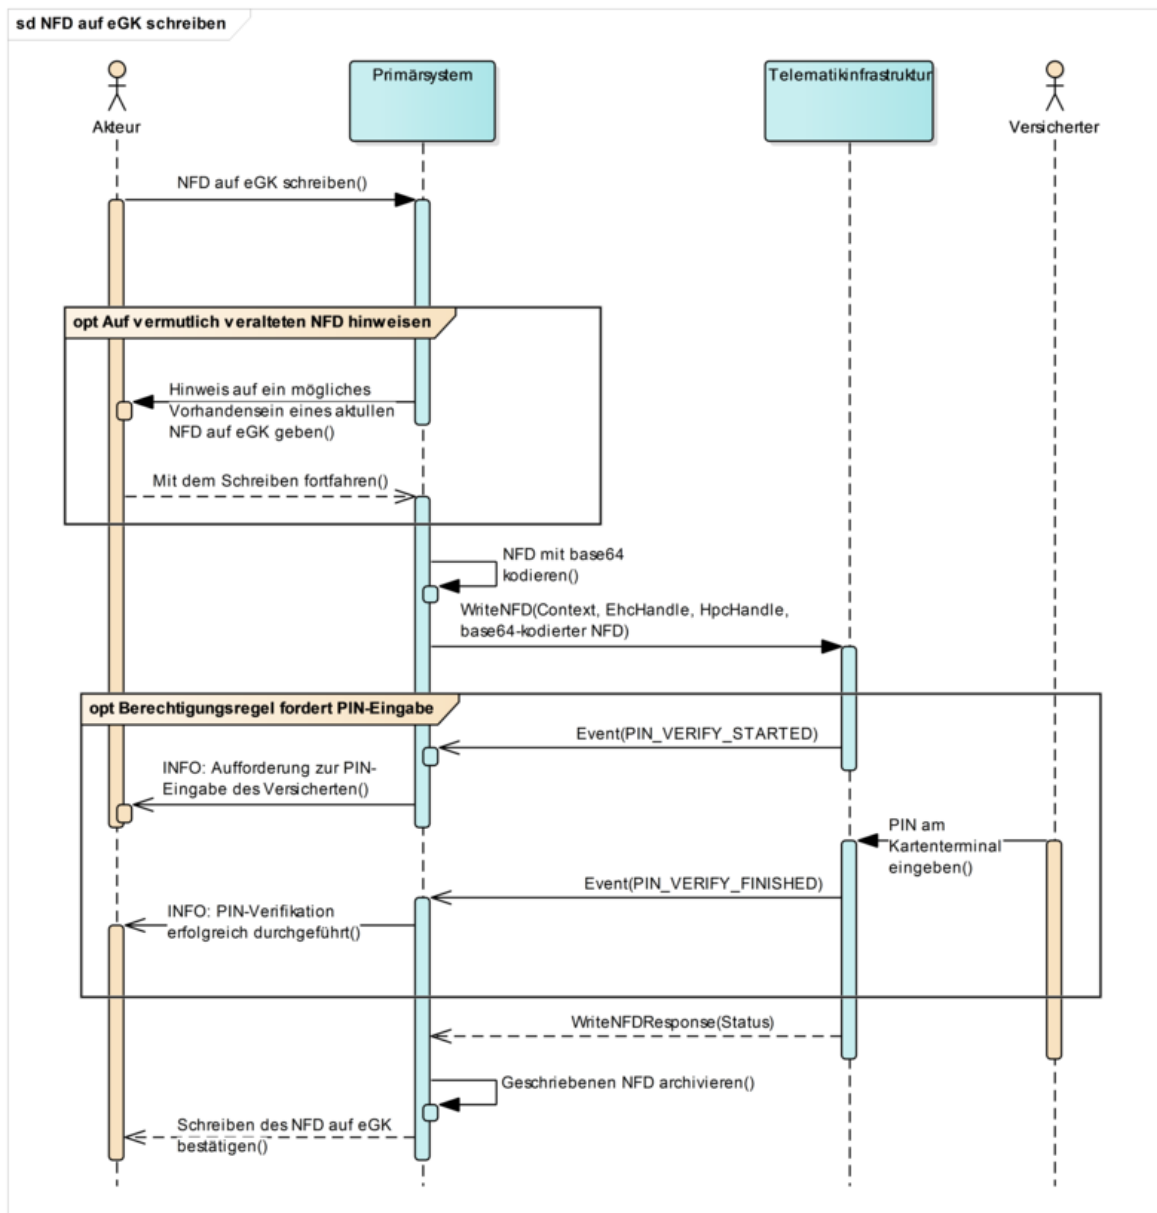 sd NFD auf eGK schreiben
Akteur
Primärsystem
Telematikinfrastruktur
Versicherter
NFD auf eGK schreiben()
opt Auf vermutlich veralteten NFD hinweisen
Hinweis auf ein mögliches
Vorhandensein eines aktullen
NFD auf eGK geben()
Mit dem Schreiben fortfahren()
NFD mit base64
kodieren()
WriteNFD(Context, EhcHandle, HpcHandle,
base64-kodierter NFD)
opt Berechtigungsregel fordert PIN-Eingabe
Event(PIN_VERIFY_STARTED)
INFO: Aufforderung zur PIN-
Eingabe des Versicherten()
PIN am
Kartenterminal
eingeben()
Event(PIN_VERIFY_FINISHED)
INFO: PIN-Verifikation
erfolgreich durchgeführt()
WriteNFDResponse(Status)
Geschriebenen NFD archivieren()
Schreiben des NFD auf eGK
bestätigen()